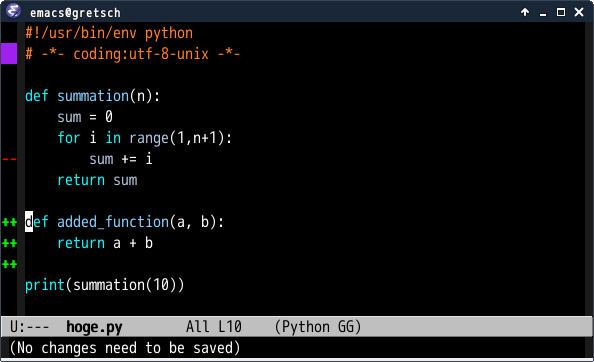 emacs@gretsch
#!/usr/bin/env python
# -*- coding:utf-8-unix -*-
def summation(n):
    sum = 0
    for i in range(1,n+1):
--        sum += i
    return sum
++ def added_function(a, b):
++     return a + b
++
print(summation(10))
U:---  hoge.py        All L10    (Python GG)
(No changes need to be saved)